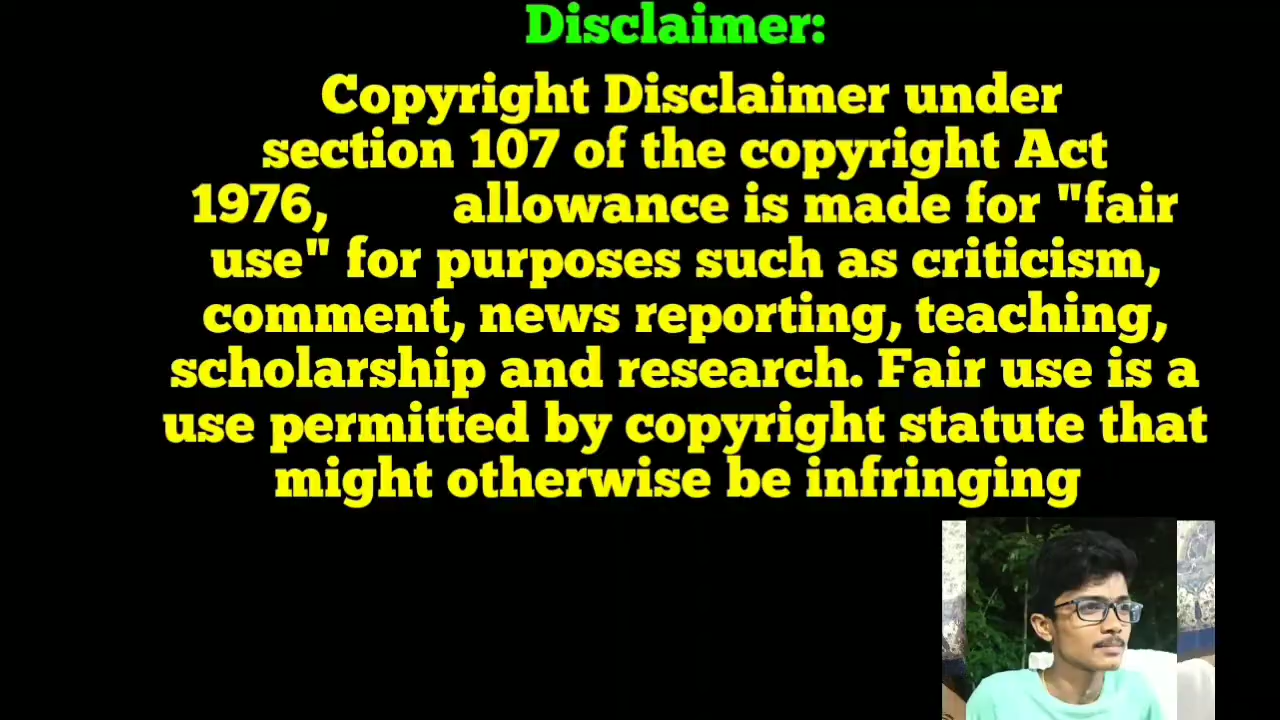 Disclaimer:
Copyright Disclaimer under
section 107 of the copyright Act
1976, allowance is made for "fair
use" for purposes such as criticism,
comment, news reporting, teaching,
scholarship and research. Fair use is a
use permitted by copyright statute that
might otherwise be infringing